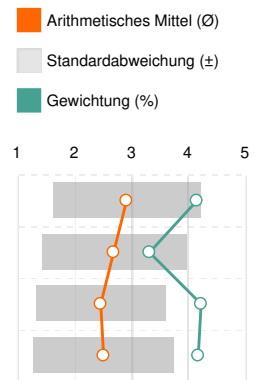 Arithmetisches Mittel (Ø)
Standardabweichung (±)
Gewichtung (%)
1 2 3 4 5